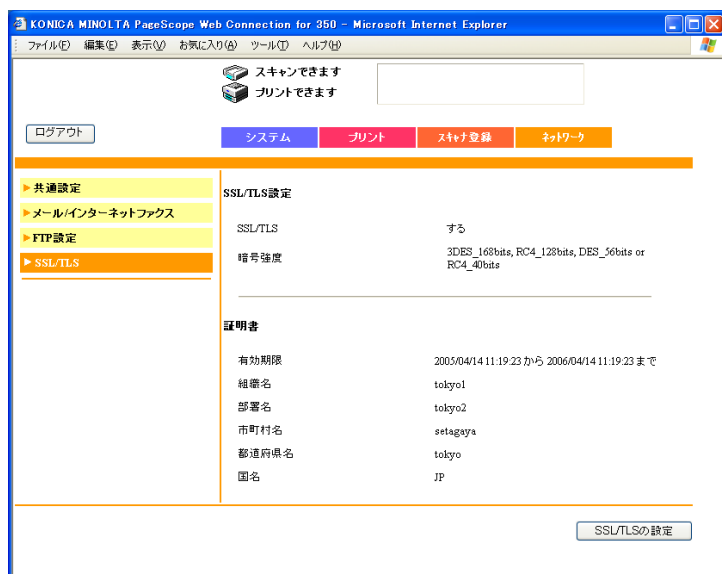 KONICA MINOLTA PageScope Web Connection for 350 - Microsoft Internet Explorer
ファイル(F) 編集(E) 表示(V) お気に入り(A) ツール(T) ヘルプ(H)
スキャンできます
プリントできます
ログアウト
システム プリント スキャナ登録 ネットワーク
共通設定
メール/インターネットファクス
FTP設定
SSL/TLS
SSL/TLS設定
SSL/TLS する
暗号強度 3DES_168bits, RC4_128bits, DES_56bits or
RC4_40bits
証明書
有効期限 2005/04/14 11:19:23 から 2006/04/14 11:19:23 まで
組織名 tokyo1
部署名 tokyo2
市町村名 setagaya
都道府県名 tokyo
国名 JP
SSL/TLSの設定